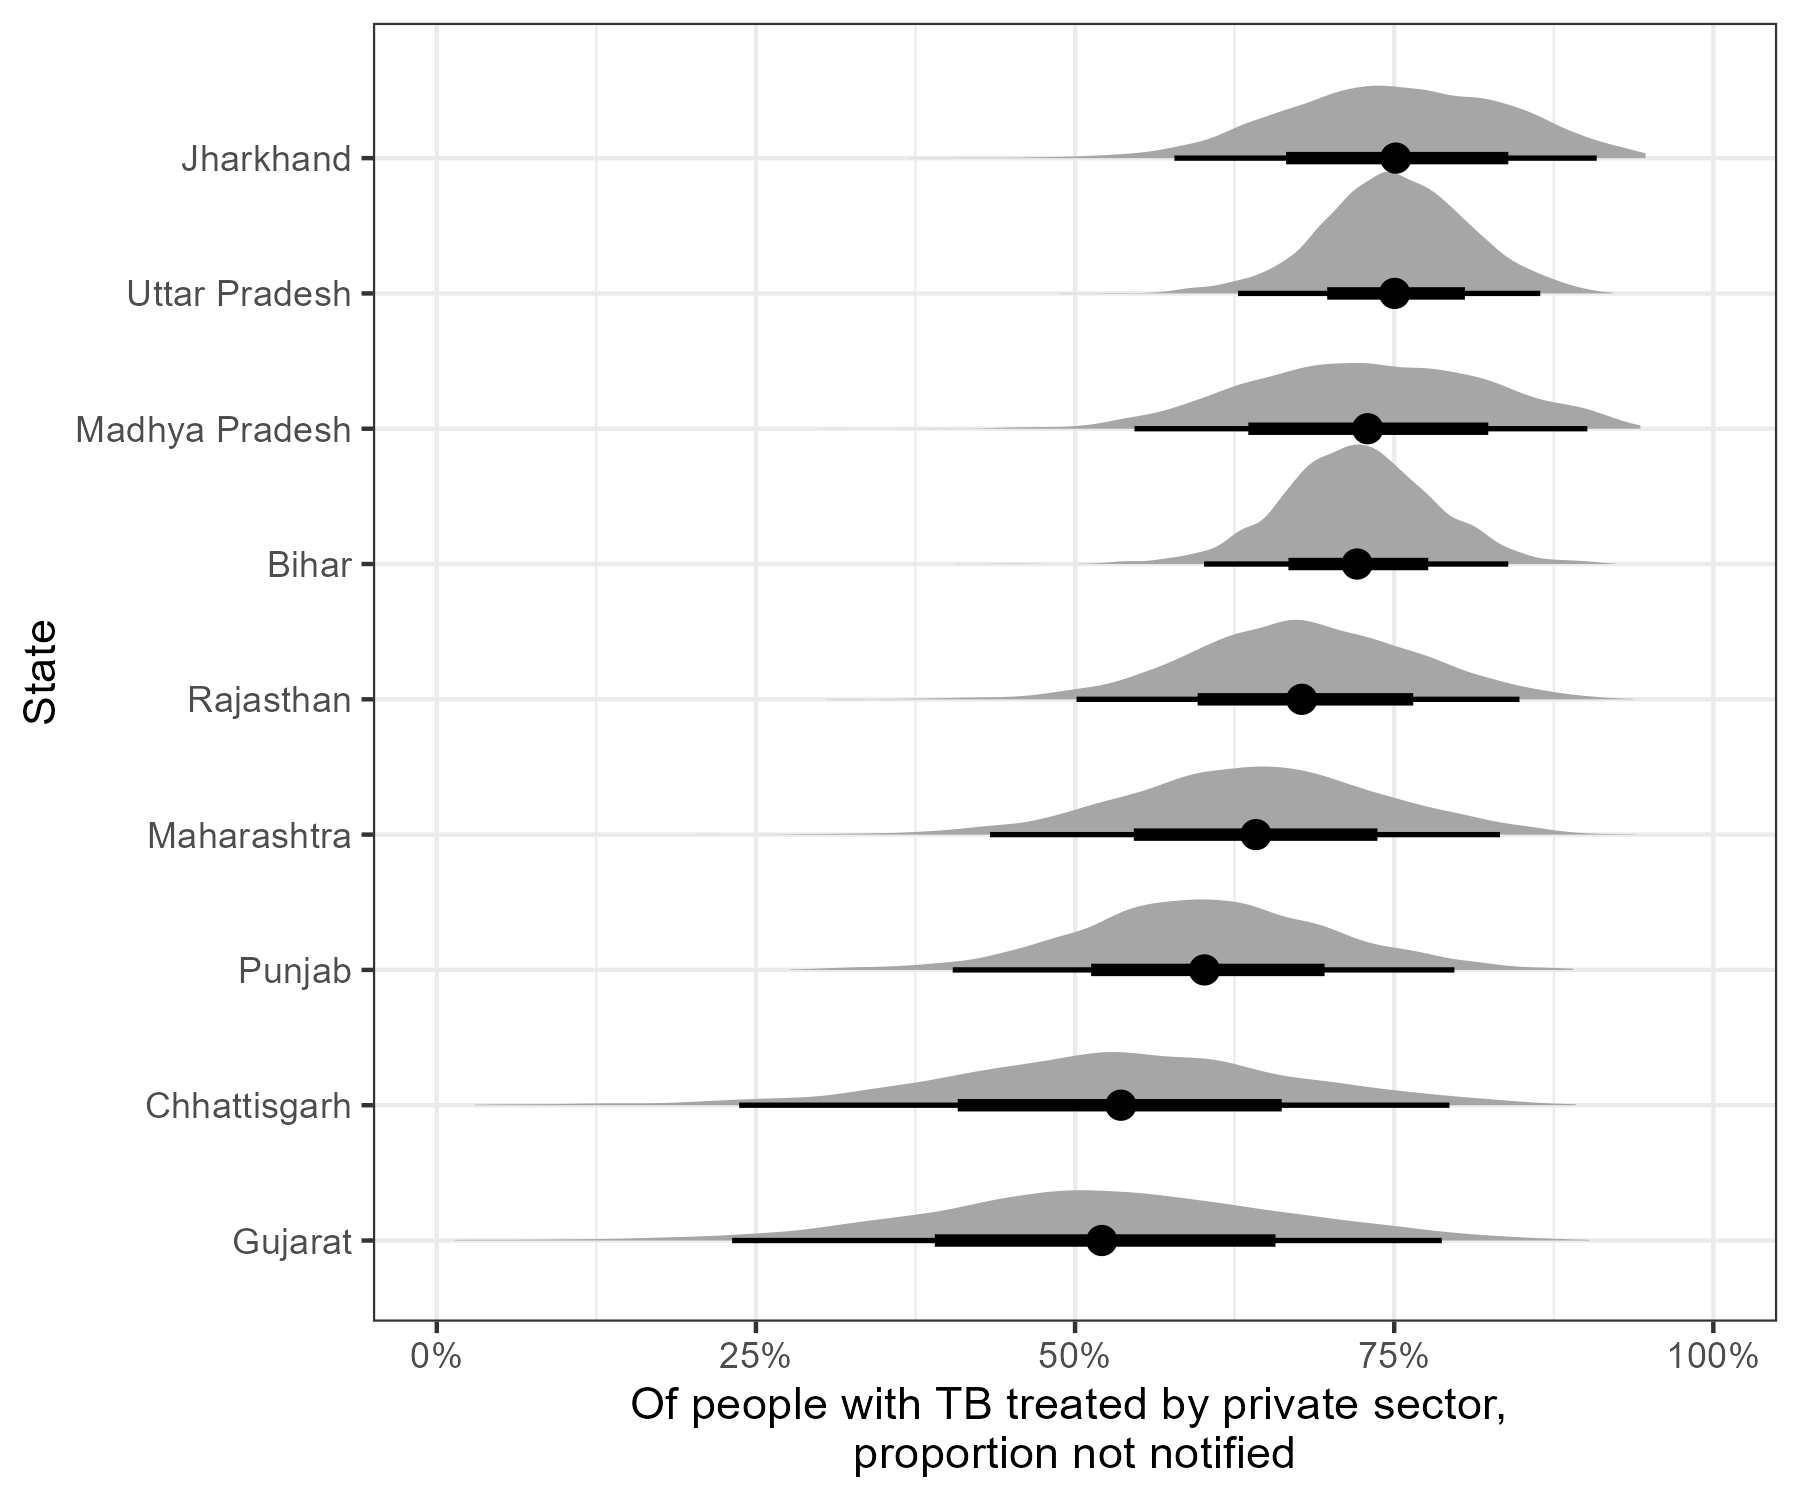 Jharkhand
Uttar Pradesh
Madhya Pradesh
Bihar
Rajasthan
Maharashtra
Punjab
Chhattisgarh
Gujarat
State
0% 25% 50% 75% 100%
Of people with TB treated by private sector,
proportion not notified